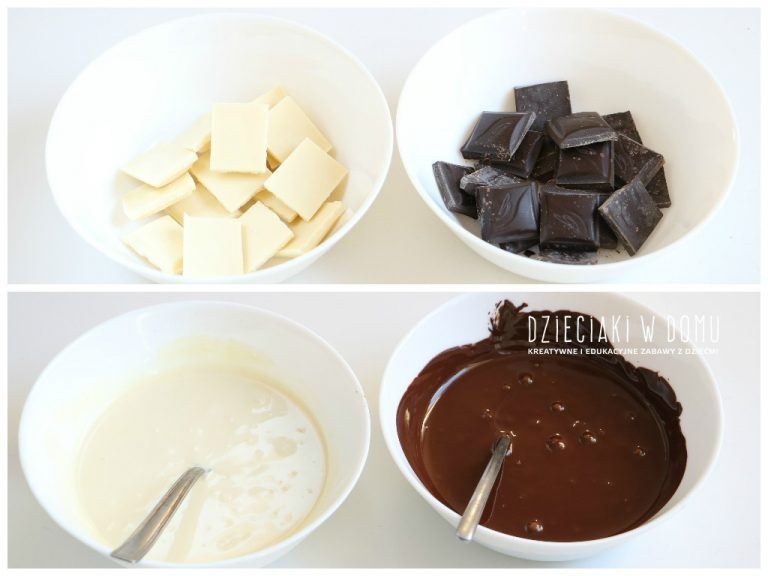 DZIECIAKI W DOMU
KREATYWNE I EDUKACYJNE ZABAWY Z DZIEĆMI